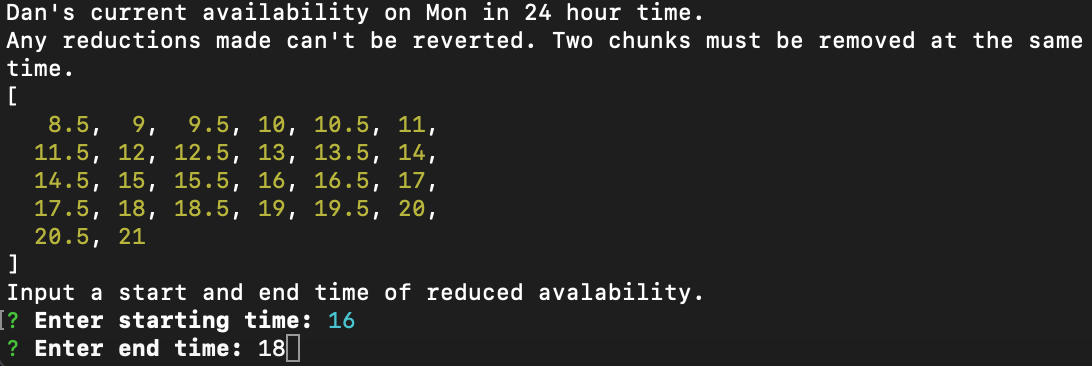 Dan's current availability on Mon in 24 hour time.
Any reductions made can't be reverted. Two chunks must be removed at the same
time.
[
8.5, 9, 9.5, 10, 10.5, 11,
11.5, 12, 12.5, 13, 13.5, 14,
14.5, 15, 15.5, 16, 16.5, 17,
17.5, 18, 18.5, 19, 19.5, 20,
20.5, 21
]
Input a start and end time of reduced avalability.
? Enter starting time: 16
? Enter end time: 18